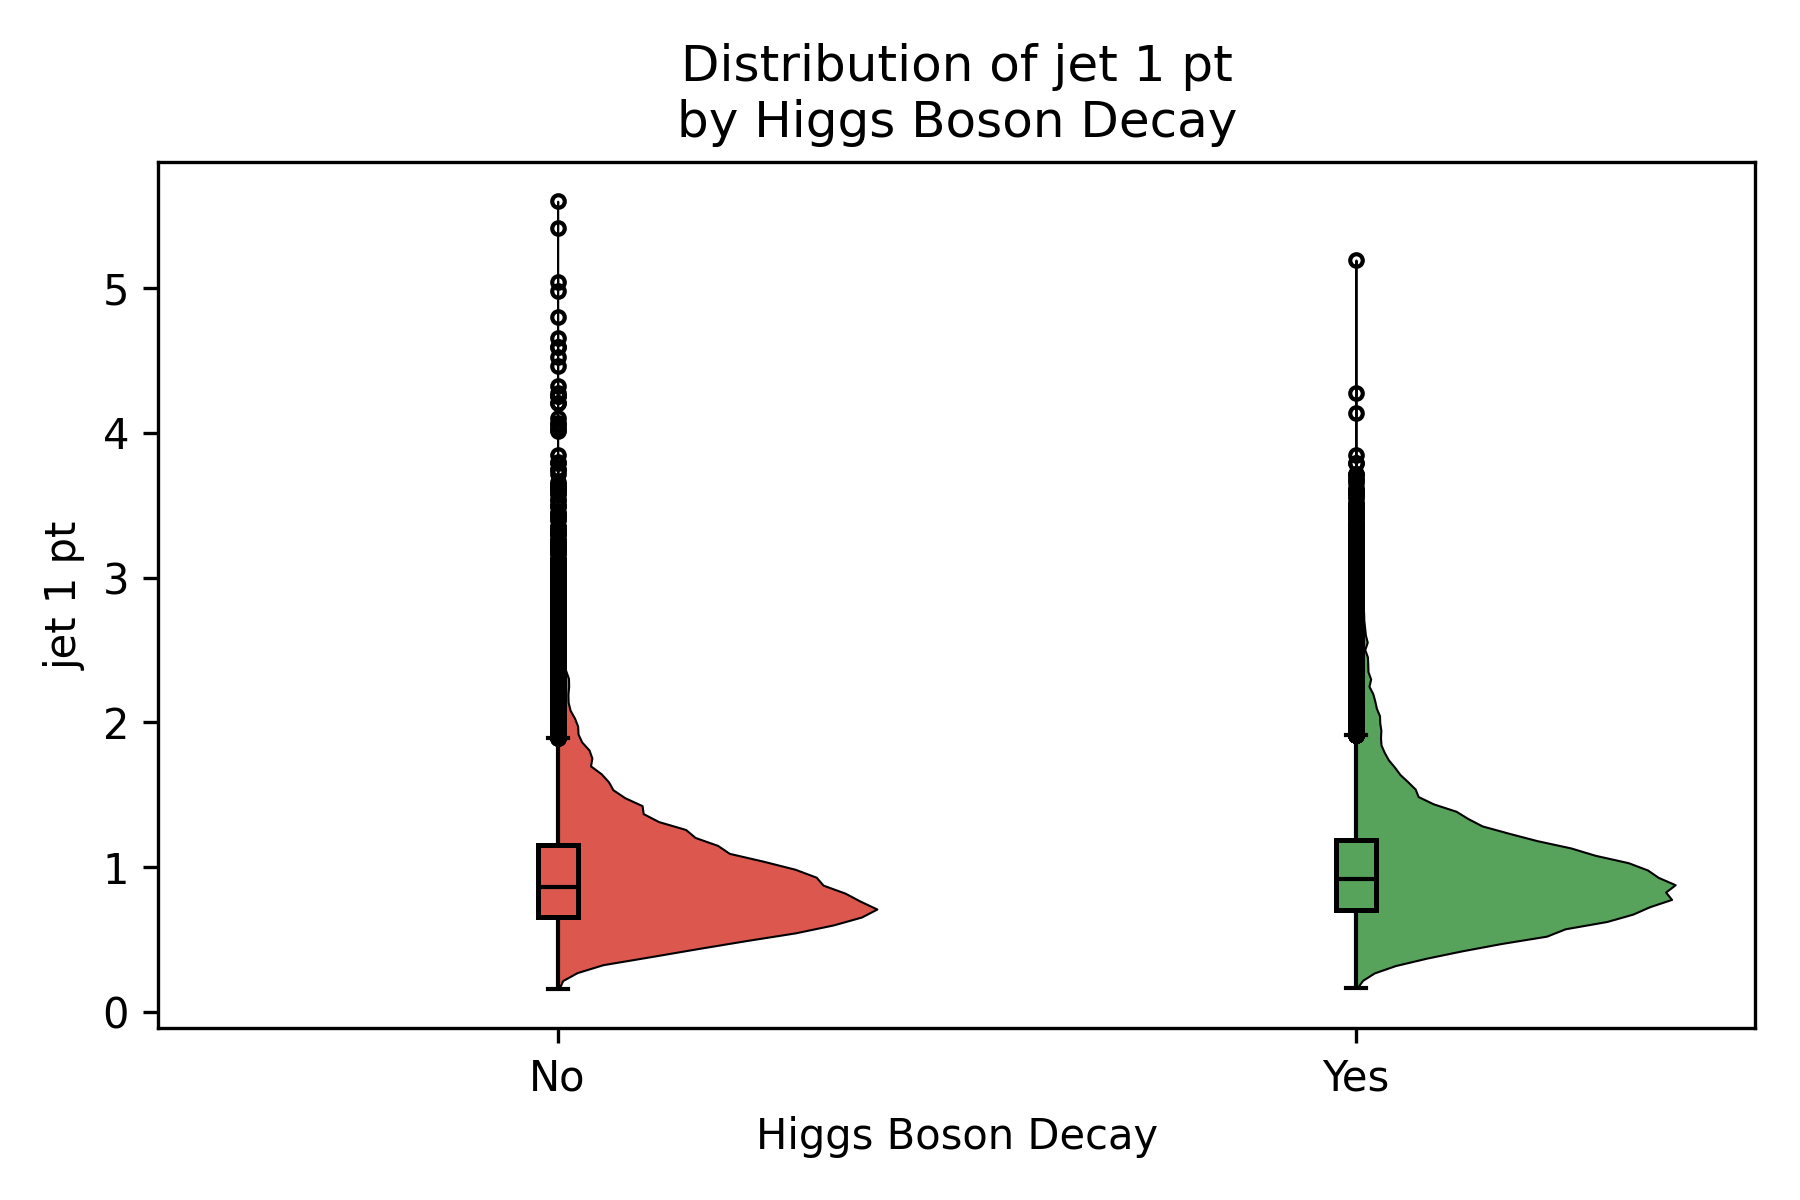 Distribution of jet 1 pt
by Higgs Boson Decay
jet 1 pt
5
4
3
2
1
0
No
Yes
Higgs Boson Decay